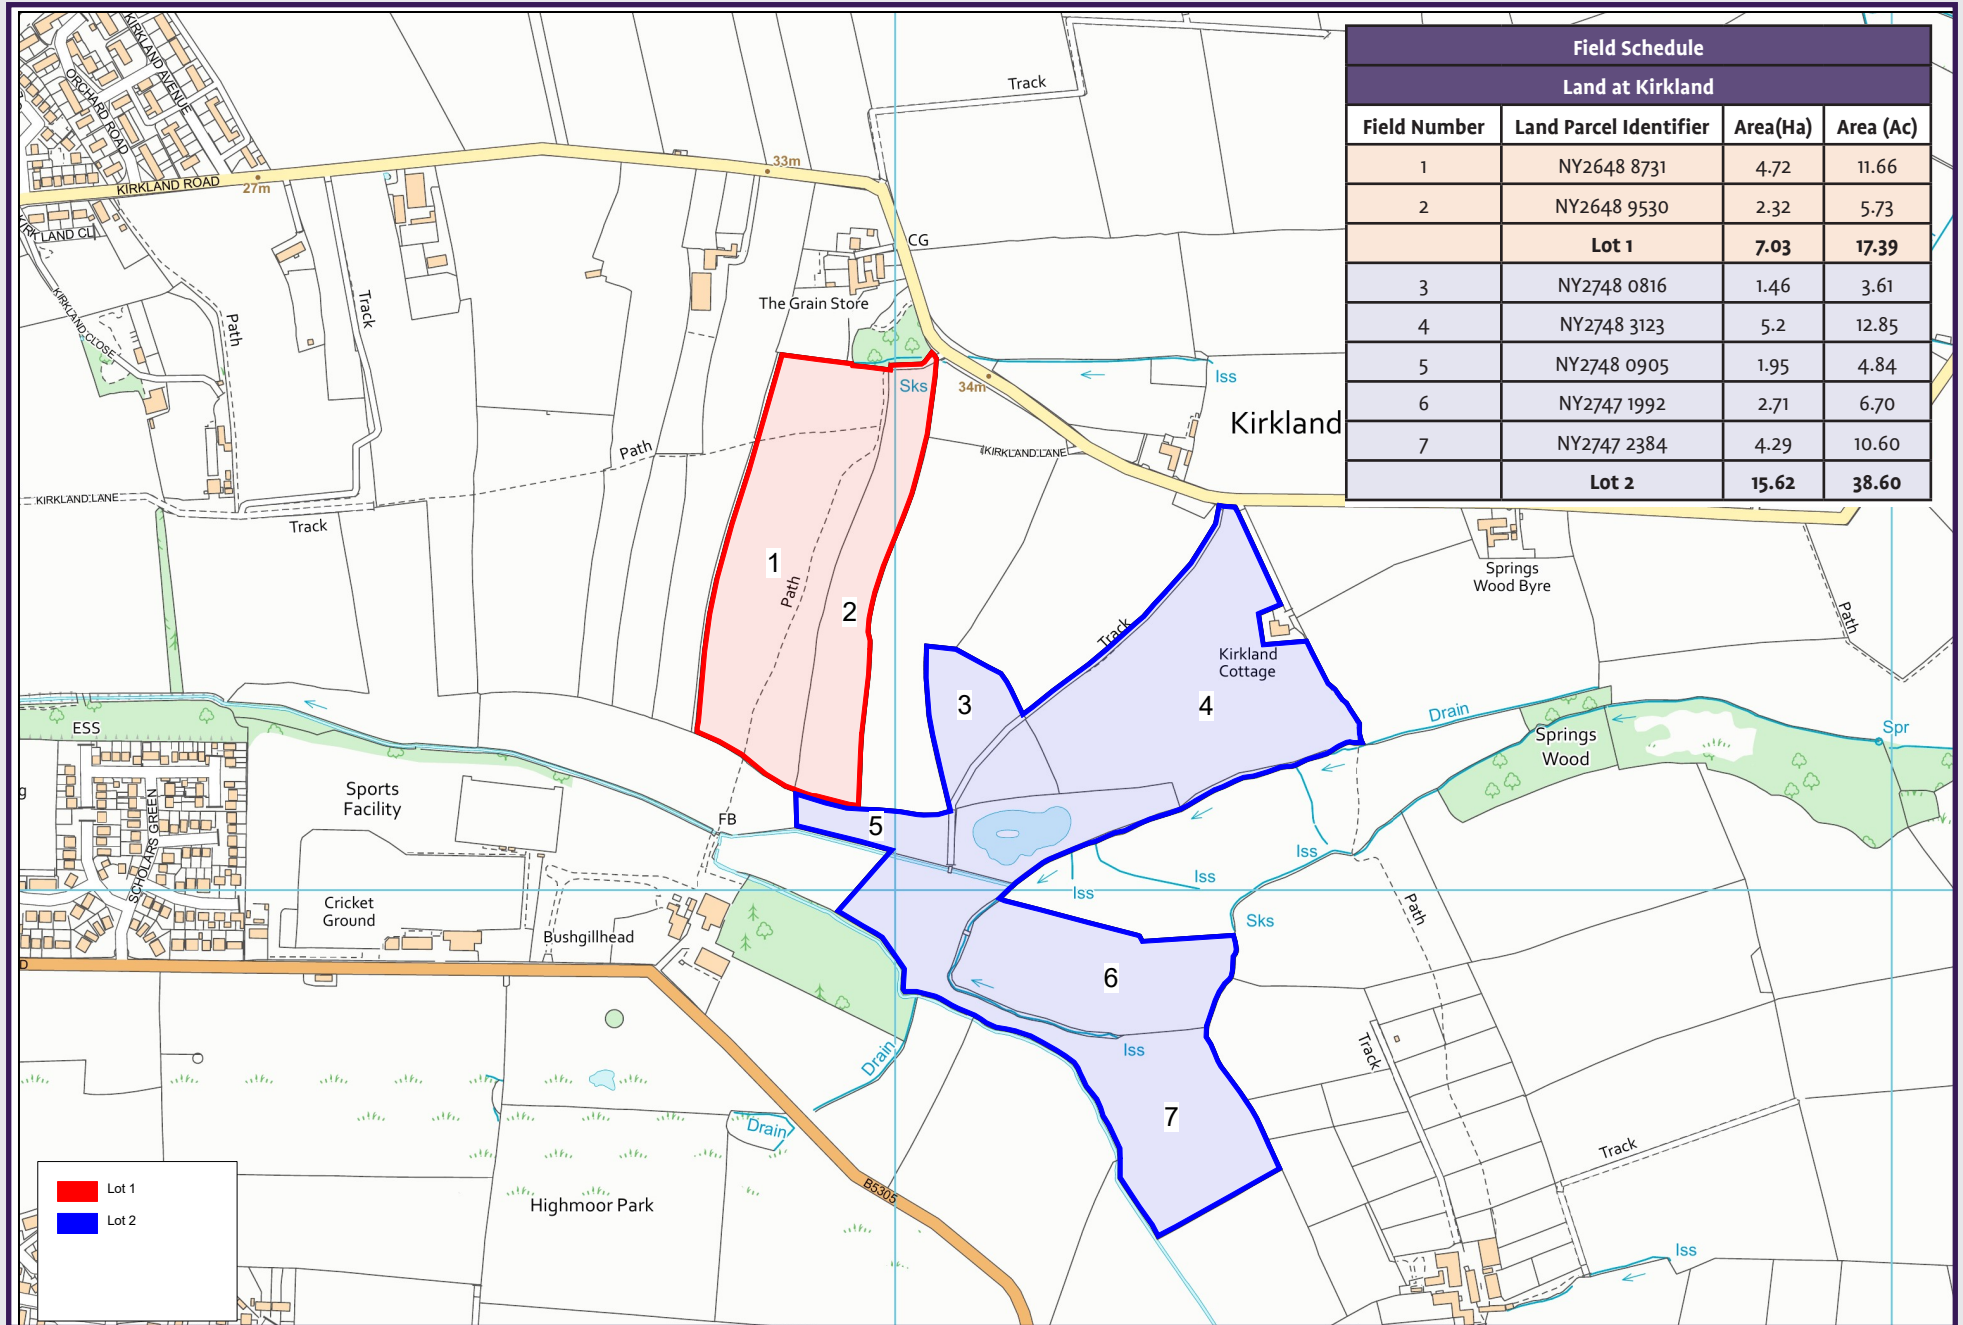 Field Schedule
Land at Kirkland
Field Number Land Parcel Identifier Area(Ha) Area (Ac)
1 NY2648 8731 4.72 11.66
2 NY2648 9530 2.32 5.73
Lot 1 7.03 17.39
3 NY2748 0816 1.46 3.61
4 NY2748 3123 5.2 12.85
5 NY2748 0905 1.95 4.84
6 NY2747 1992 2.71 6.70
7 NY2747 2384 4.29 10.60
Lot 2 15.62 38.60
KIRKLAND AVENUE
ORCHARD ROAD
Track
33m
KIRKLAND ROAD
27m
CG
KIRKLAND CLOSE
Path
Track
The Grain Store
Sks
34m
Iss
Kirkland
KIRKLAND LANE
Path
KIRKLAND LANE
Track
1
Path
2
Springs
Wood Byre
Path
Track
Kirkland
Cottage
3
4
Drain
Springs
Wood
Spr
ESS
Sports
Facility
SCHOLARS GREEN
FB
5
Iss
Iss
Iss
Cricket
Ground
Bushgillhead
Sks
Path
6
Iss
Track
Drain
7
Drain
Track
Highmoor Park
B5305
Iss
Lot 1
Lot 2